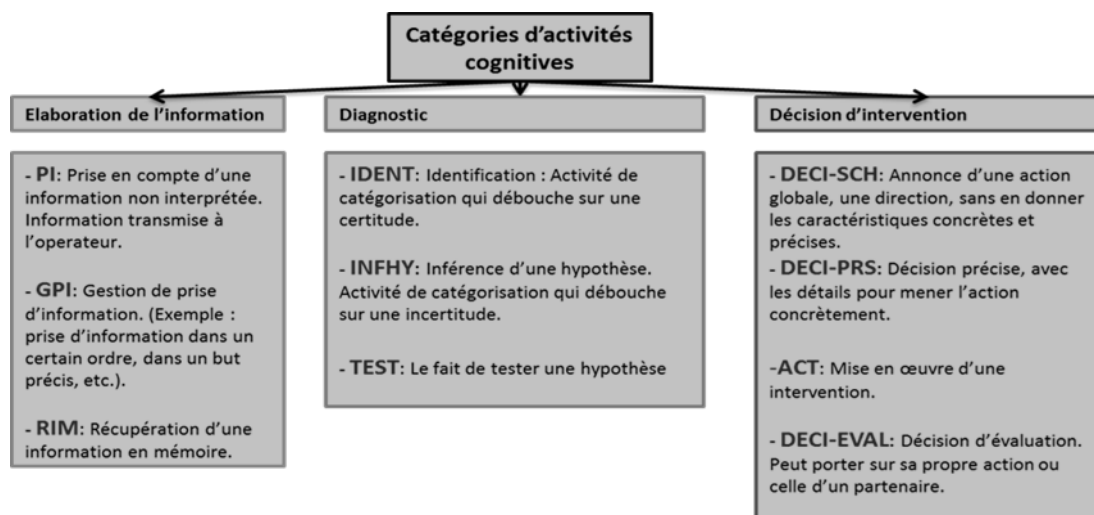 Catégories d’activités
cognitives
Elaboration de l’information
Diagnostic
Décision d’intervention
- PI: Prise en compte d’une
information non interprétée.
Information transmise à
l’operateur.
- GPI: Gestion de prise
d’information. (Exemple :
prise d’information dans un
certain ordre, dans un but
précis, etc.).
- RIM: Récupération d’une
information en mémoire.
- IDENT: Identification : Activité de
catégorisation qui débouche sur une
certitude.
- INFHY: Inférence d’une hypothèse.
Activité de catégorisation qui débouche
sur une incertitude.
- TEST: Le fait de tester une hypothèse
- DECI-SCH: Annonce d’une action
globale, une direction, sans en donner
les caractéristiques concrètes et
précises.
- DECI-PRS: Décision précise, avec
les détails pour mener l’action
concrètement.
-ACT: Mise en œuvre d’une
intervention.
- DECI-EVAL: Décision d’évaluation.
Peut porter sur sa propre action ou
celle d’un partenaire.